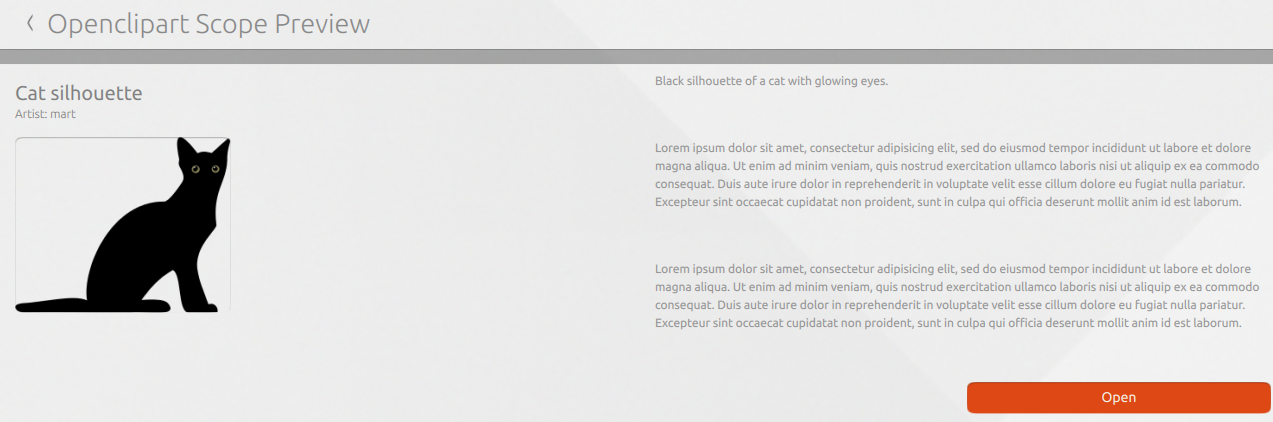 Openclipart Scope Preview
Cat silhouette
Artist: mart
Black silhouette of a cat with glowing eyes.
Lorem ipsum dolor sit amet, consectetur adipisicing elit, sed do eiusmod tempor incididunt ut labore et dolore
magna aliqua. Ut enim ad minim veniam, quis nostrud exercitation ullamco laboris nisi ut aliquip ex ea commodo
consequat. Duis aute irure dolor in reprehenderit in voluptate velit esse cillum dolore eu fugiat nulla pariatur.
Excepteur sint occaecat cupidatat non proident, sunt in culpa qui officia deserunt mollit anim id est laborum.
Lorem ipsum dolor sit amet, consectetur adipisicing elit, sed do eiusmod tempor incididunt ut labore et dolore
magna aliqua. Ut enim ad minim veniam, quis nostrud exercitation ullamco laboris nisi ut aliquip ex ea commodo
consequat. Duis aute irure dolor in reprehenderit in voluptate velit esse cillum dolore eu fugiat nulla pariatur.
Excepteur sint occaecat cupidatat non proident, sunt in culpa qui officia deserunt mollit anim id est laborum.
Open